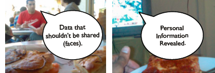 Data that
shouldn't be shared
(faces).
Personal
Information
Revealed.